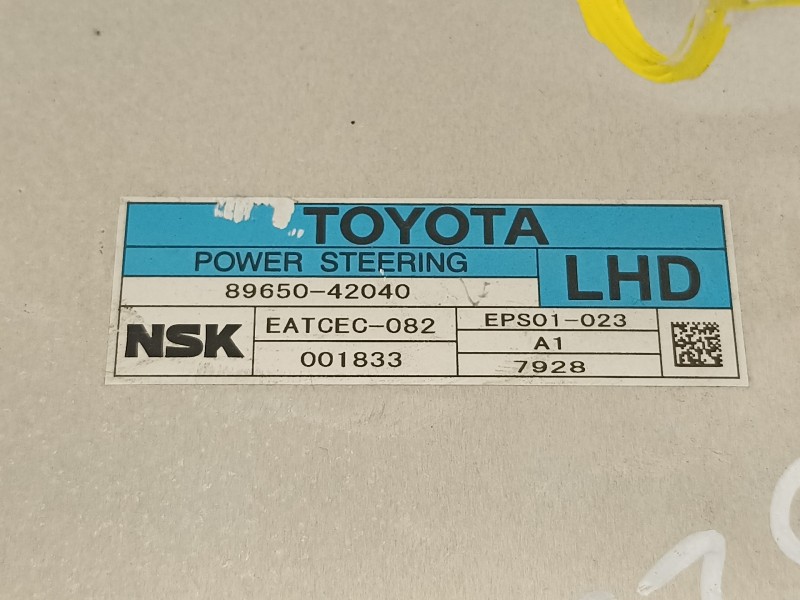 TOYOTA
POWER STEERING
LHD
89650-42040
NSK
EATCEC-082
EPS01-023
A1
001833
7928